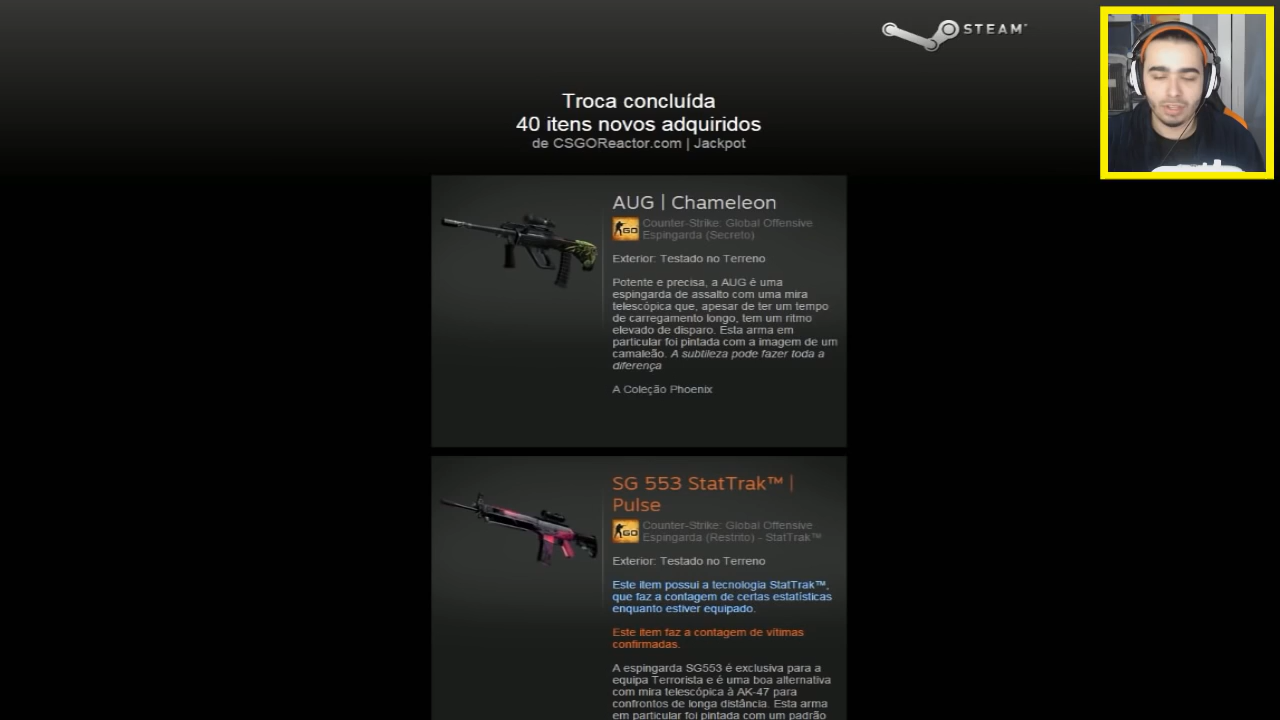 STEAM
Troca concluída
40 itens novos adquiridos
de CSGOReactor.com | Jackpot
AUG | Chameleon
GO
Counter-Strike: Global Offensive
Espingarda (Secreto)
Exterior: Testado no Terreno
Potente e precisa, a AUG é uma
espingarda de assalto com uma mira
telescópica que, apesar de ter um tempo
de carregamento longo, tem um ritmo
elevado de disparo. Esta arma em
particular foi pintada com a imagem de um
camaleão. A subtileza pode fazer toda a
diferença
A Coleção Phoenix
SG 553 StatTrak™ |
Pulse
GO
Counter-Strike: Global Offensive
Espingarda (Restrito) - StatTrak™
Exterior: Testado no Terreno
Este item possui a tecnologia StatTrak™,
que faz a contagem de certas estatísticas
enquanto estiver equipado.
Este item faz a contagem de vítimas
confirmadas.
A espingarda SG553 é exclusiva para a
equipa Terrorista e é uma boa alternativa
com mira telescópica à AK-47 para
confrontos de longa distância. Esta arma
em particular foi pintada com um padrão